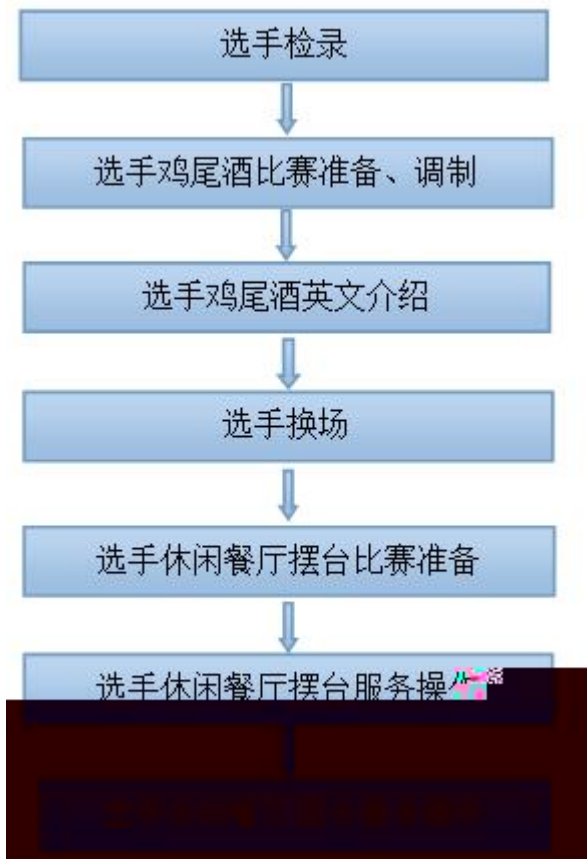 选手检录
选手鸡尾酒比赛准备、调制
选手鸡尾酒英文介绍
选手换场
选手休闲餐厅摆台比赛准备
选手休闲餐厅摆台服务操作